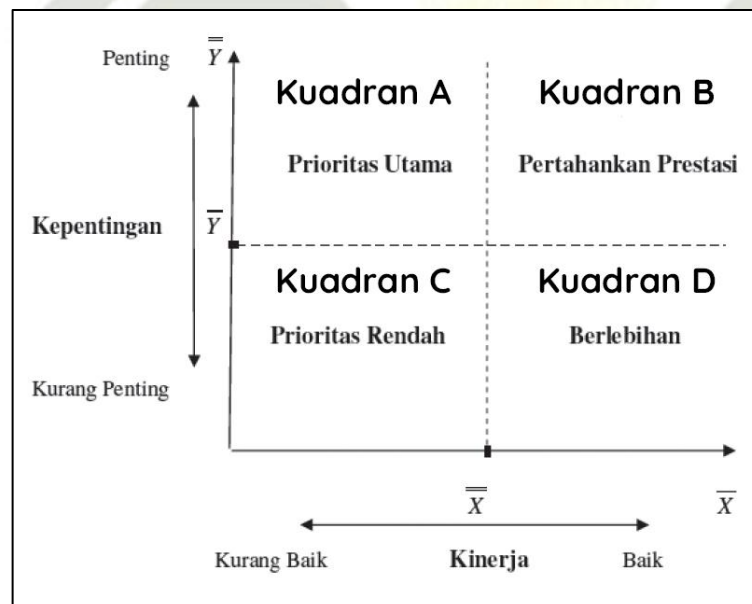 Penting
Y̿
Kuadran A
Kuadran B
Prioritas Utama
Pertahankan Prestasi
Kepentingan
Y̅
Kuadran C
Kuadran D
Prioritas Rendah
Berlebihan
Kurang Penting
X̿
X̅
Kurang Baik
Kinerja
Baik